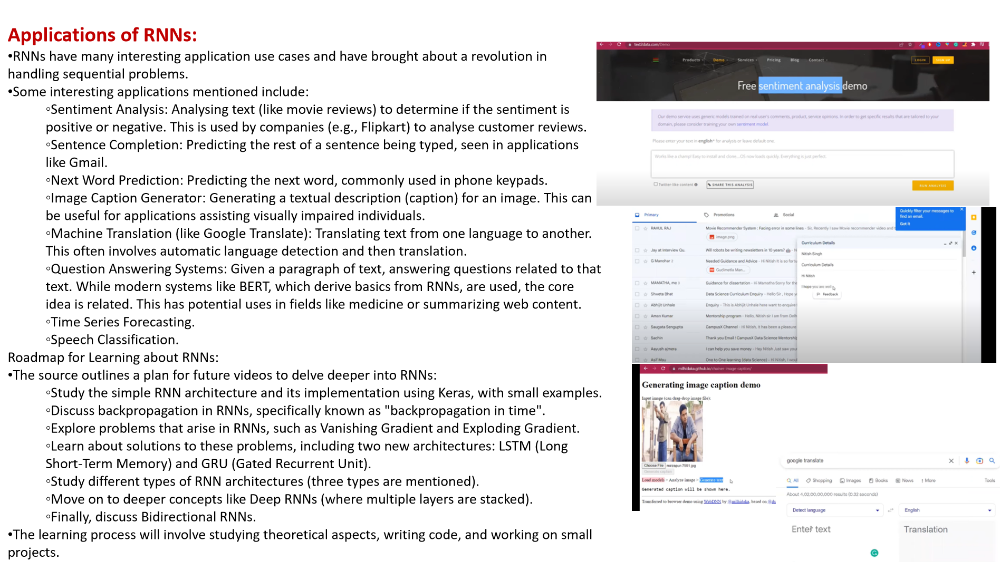 Applications of RNNs:
•RNNs have many interesting application use cases and have brought about a revolution in
handling sequential problems.
•Some interesting applications mentioned include:
◦Sentiment Analysis: Analysing text (like movie reviews) to determine if the sentiment is
positive or negative. This is used by companies (e.g., Flipkart) to analyse customer reviews.
◦Sentence Completion: Predicting the rest of a sentence being typed, seen in applications
like Gmail.
◦Next Word Prediction: Predicting the next word, commonly used in phone keypads.
◦Image Caption Generator: Generating a textual description (caption) for an image. This can
be useful for applications assisting visually impaired individuals.
◦Machine Translation (like Google Translate): Translating text from one language to another.
This often involves automatic language detection and then translation.
◦Question Answering Systems: Given a paragraph of text, answering questions related to that
text. While modern systems like BERT, which derive basics from RNNs, are used, the core
idea is related. This has potential uses in fields like medicine or summarizing web content.
◦Time Series Forecasting.
◦Speech Classification.
Roadmap for Learning about RNNs:
•The source outlines a plan for future videos to delve deeper into RNNs:
◦Study the simple RNN architecture and its implementation using Keras, with small examples.
◦Discuss backpropagation in RNNs, specifically known as "backpropagation in time".
◦Explore problems that arise in RNNs, such as Vanishing Gradient and Exploding Gradient.
◦Learn about solutions to these problems, including two new architectures: LSTM (Long
Short-Term Memory) and GRU (Gated Recurrent Unit).
◦Study different types of RNN architectures (three types are mentioned).
◦Move on to deeper concepts like Deep RNNs (where multiple layers are stacked).
◦Finally, discuss Bidirectional RNNs.
•The learning process will involve studying theoretical aspects, writing code, and working on small
projects.
text2data.com/Demo
Products Demo Services Pricing Blog Contact LOGIN SIGN UP
Free sentiment analysis demo
Our demo service uses generic models trained on real user's comments, product, service opinions. In order to get specific results that are tailored to your
domain, please consider training your own sentiment model.
Please enter your text in english* for analysis or leave default one.
Works like a champ! Easy to install and clone...OS now loads quickly. Everything is just perfect.
Twitter-like content SHARE THIS ANALYSIS RUN ANALYSIS
Primary Promotions Social
Quickly filter your messages to
find an email.
Got it
RAHUL RAJ Movie Recommender System : Facing error in some lines - Sir, Recently I saw Movie recommender video and
image.png
Jay at Interview Qu. Will robots be writing newsletters in 10 years?
G Manohar 2 Needed Guidance and Advice - Hi Nitish It is so
Gudimetla Man...
MAMATHA, me 3 Guidance for dissertation - Hi Mamatha Sorry for the
Shweta Bhat Data Science Curriculum Enquiry - Hello Sir , Hope
Abhijit Unhale Enquiry - This is Abhijit Unhale here want to enquire
Aman Kumar Mentorship program - Hello, Nitish sir I am from
Saugata Sengupta CampusX Channel - Hi Nitish, It has been a pleasure
Sachin Thank you Email ! CampusX Data Science
Aayush ajmera I can help you save money - Hey Nitish Just saw your
Asif Mau One to One learning (data Science) - Hi Nitish, I
Curriculum Details
Nitish Singh
Curriculum Details
Hi Nitish
I hope you are well
Feedback
milhidaka.github.io/chainer-image-caption/
Generating image caption demo
Input image (can drag-drop image file):
Choose File mirzapur-7591.jpg
Generate caption
Load models > Analyze image > Generate text
Generated caption will be shown here.
Transferred to browser demo using WebDNN by @milhidaka, based on
google translate
All Shopping Images Books News More Tools
About 4,02,00,00,000 results (0.32 seconds)
Detect language English
Enter text Translation